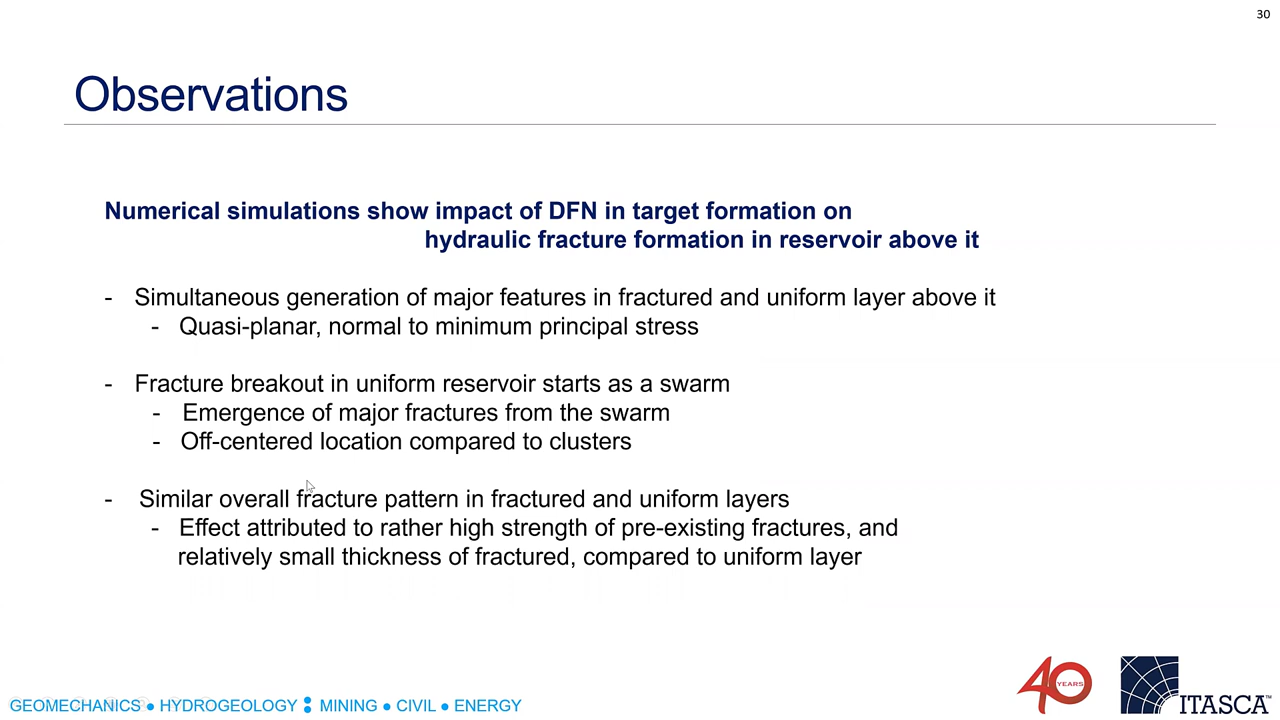 30
Observations
Numerical simulations show impact of DFN in target formation on
hydraulic fracture formation in reservoir above it
- Simultaneous generation of major features in fractured and uniform layer above it
- Quasi-planar, normal to minimum principal stress
- Fracture breakout in uniform reservoir starts as a swarm
- Emergence of major fractures from the swarm
- Off-centered location compared to clusters
- Similar overall fracture pattern in fractured and uniform layers
- Effect attributed to rather high strength of pre-existing fractures, and
relatively small thickness of fractured, compared to uniform layer
GEOMECHANICS ● HYDROGEOLOGY : MINING ● CIVIL ● ENERGY
40 YEARS
ITASCA™